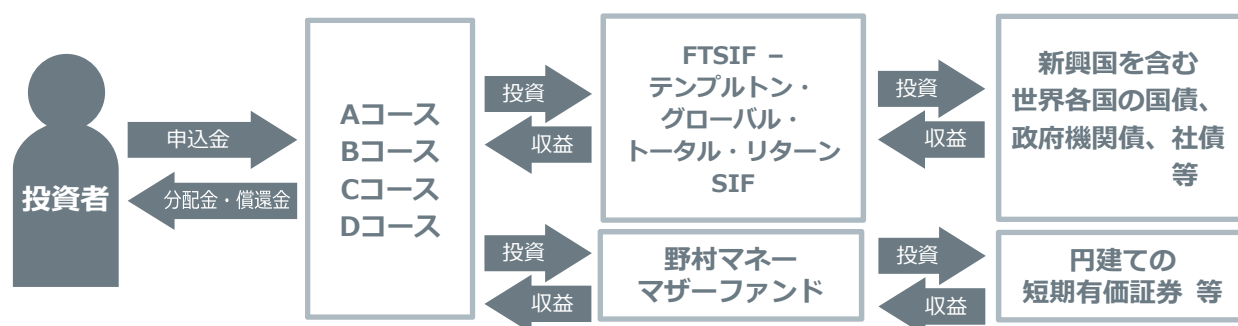 投資者
申込金
分配金・償還金
Aコース
Bコース
Cコース
Dコース
投資
収益
FTSIF –
テンプルトン・
グローバル・
トータル・リターン
SIF
投資
収益
新興国を含む
世界各国の国債、
政府機関債、社債
等
投資
収益
野村マネー
マザーファンド
投資
収益
円建ての
短期有価証券 等